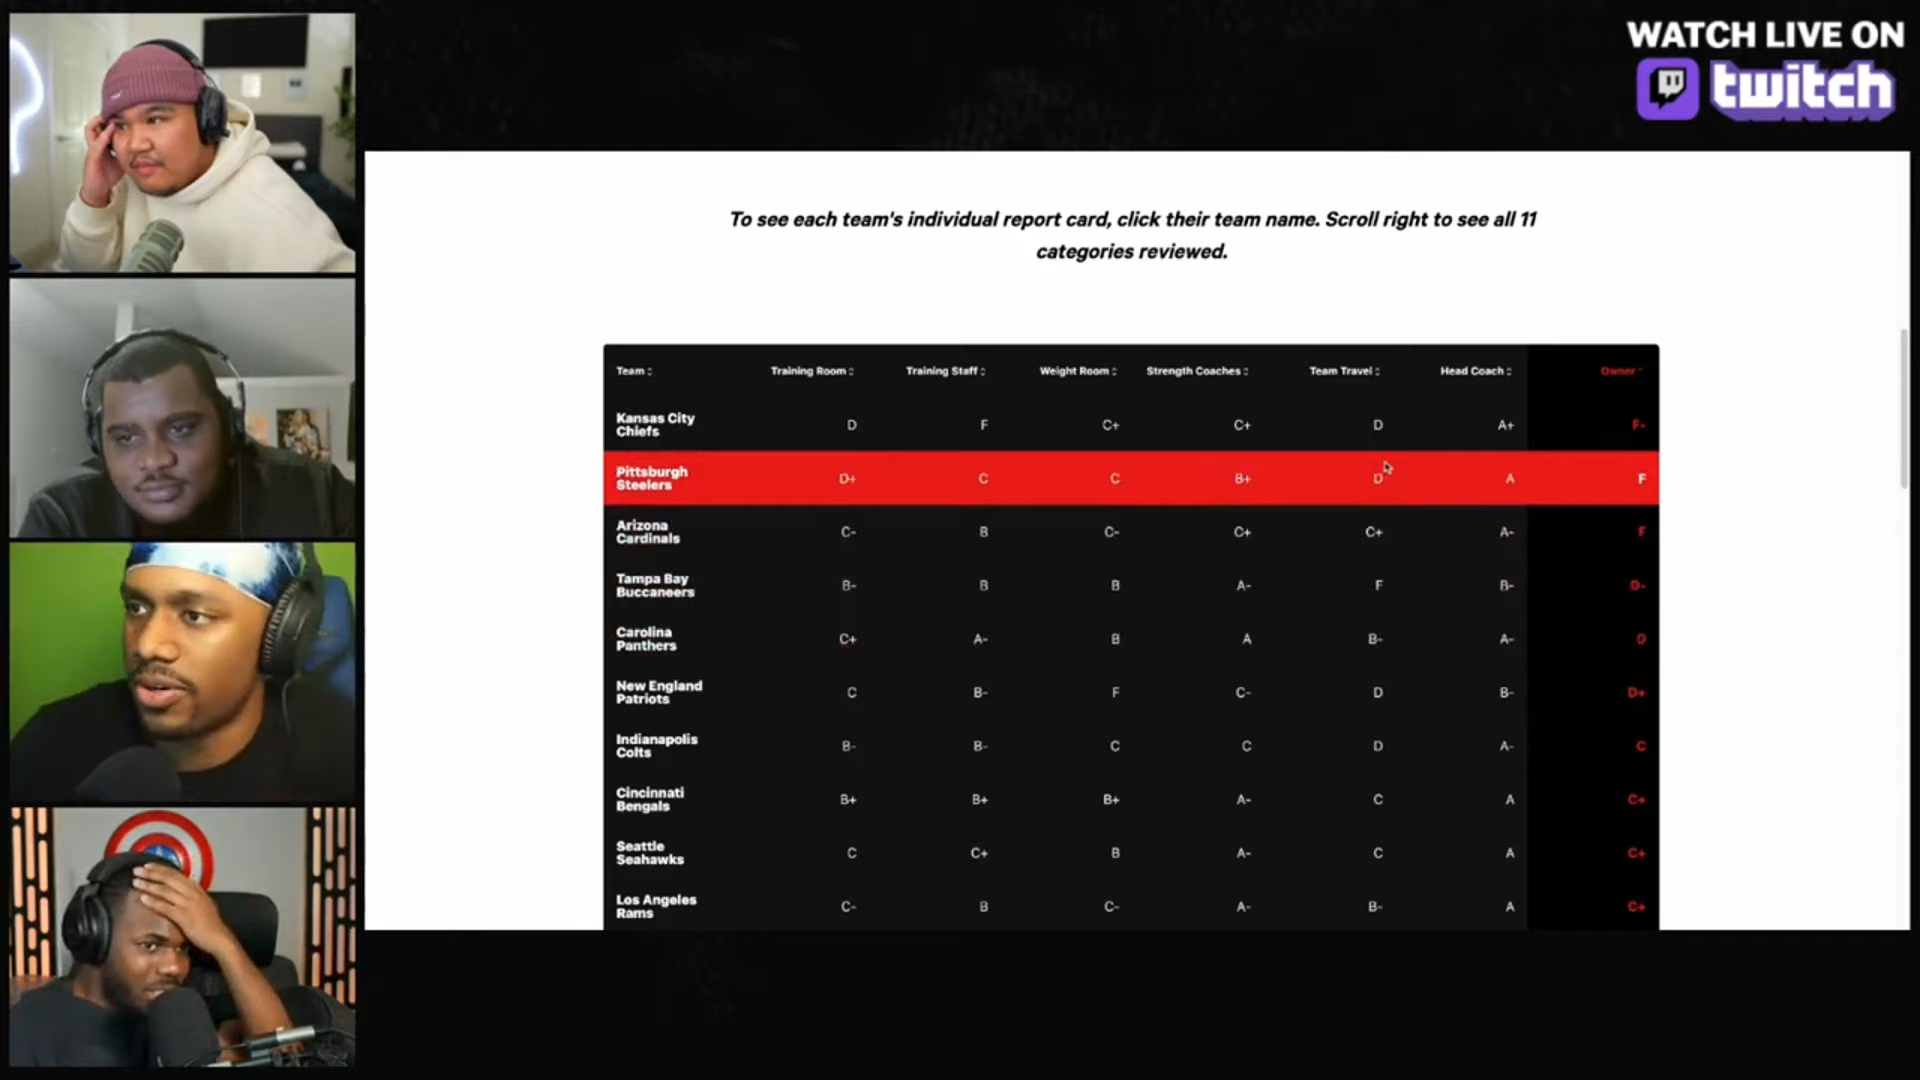 WATCH LIVE ON
twitch
To see each team's individual report card, click their team name. Scroll right to see all 11
categories reviewed.
Team Training Room Training Staff Weight Room Strength Coaches Team Travel Head Coach Owner
Kansas City
Chiefs D F C+ C+ D A+ F-
Pittsburgh
Steelers D+ C C B+ D A F
Arizona
Cardinals C- B C- C+ C+ A- F
Tampa Bay
Buccaneers B- B B A- F B- D-
Carolina
Panthers C+ A- B A B- A- D
New England
Patriots C B- F C- D B- D+
Indianapolis
Colts B- B- C C D A- C
Cincinnati
Bengals B+ B+ B+ A- C A C+
Seattle
Seahawks C C+ B A- C A C+
Los Angeles
Rams C- B C- A- B- A C+